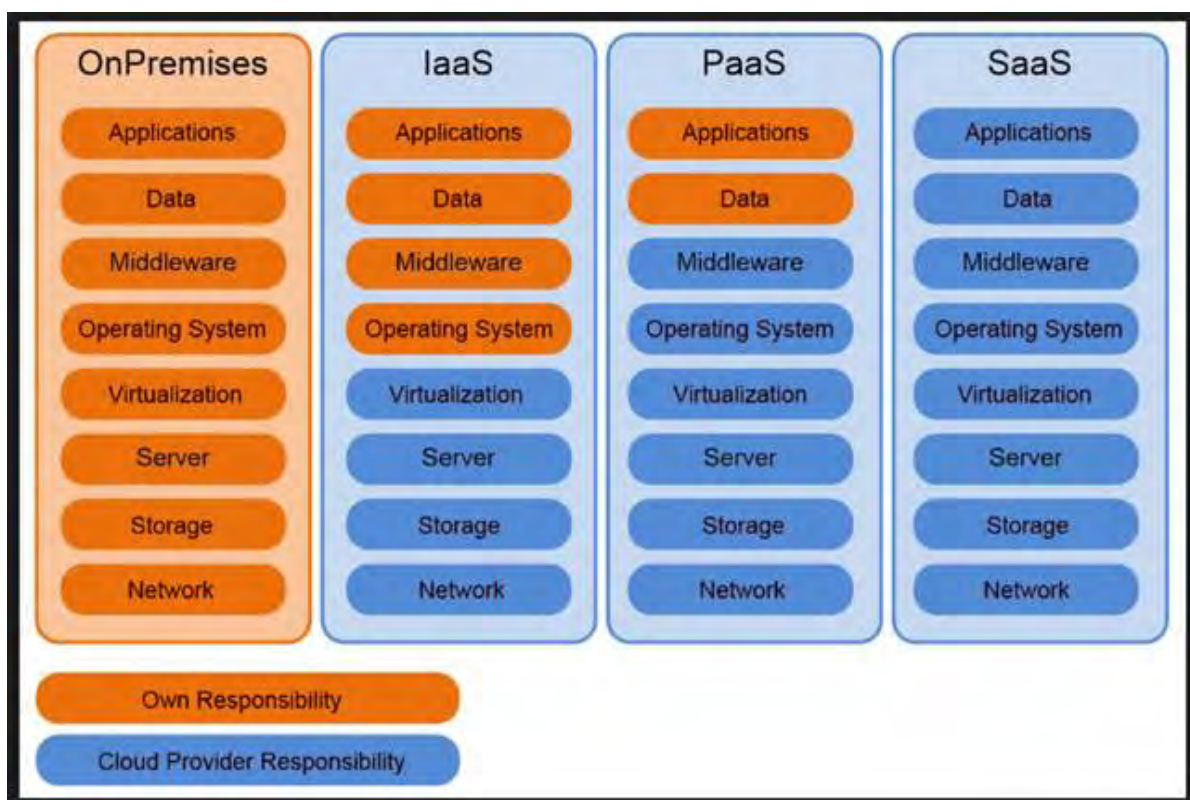 OnPremises
Applications
Data
Middleware
Operating System
Virtualization
Server
Storage
Network
IaaS
Applications
Data
Middleware
Operating System
Virtualization
Server
Storage
Network
PaaS
Applications
Data
Middleware
Operating System
Virtualization
Server
Storage
Network
SaaS
Applications
Data
Middleware
Operating System
Virtualization
Server
Storage
Network
Own Responsibility
Cloud Provider Responsibility